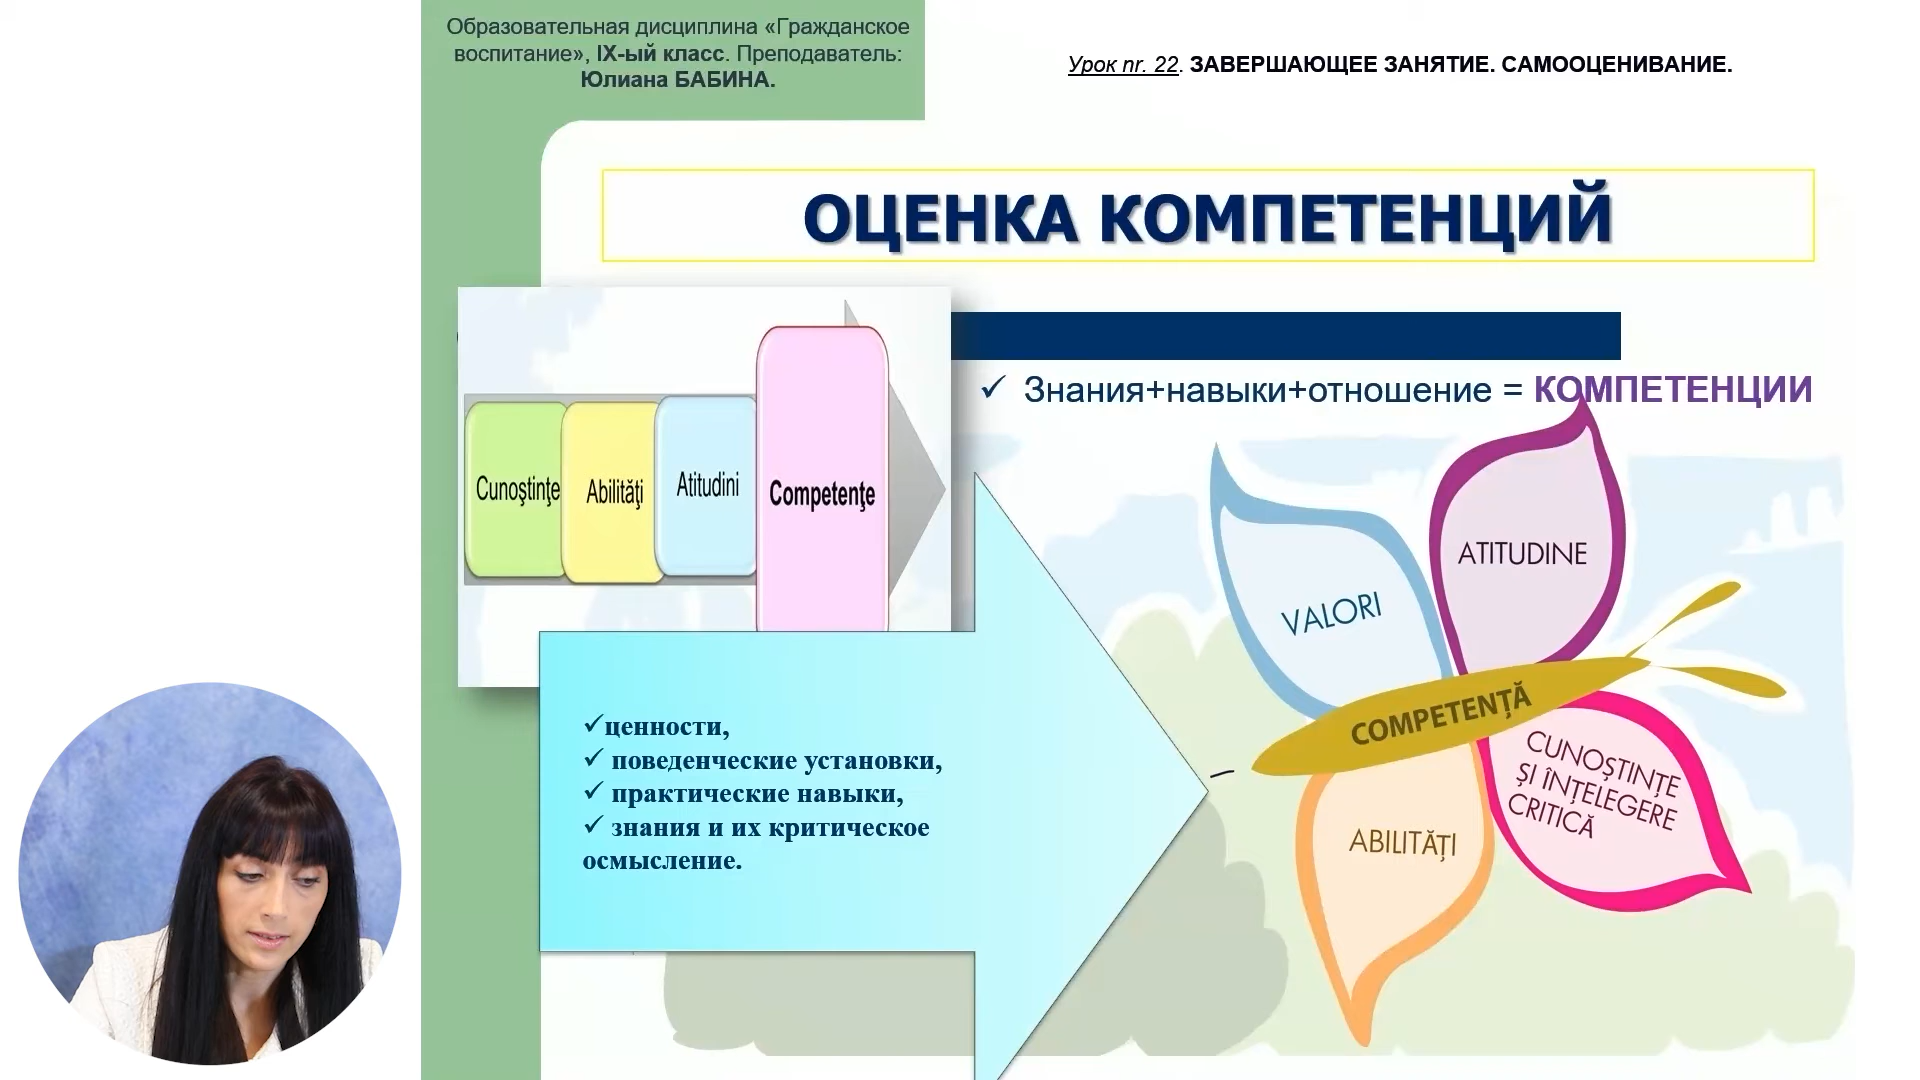 Образовательная дисциплина «Гражданское
воспитание», IX-ый класс. Преподаватель:
Юлиана БАБИНА.
Урок nr. 22. ЗАВЕРШАЮЩЕЕ ЗАНЯТИЕ. САМООЦЕНИВАНИЕ.
ОЦЕНКА КОМПЕТЕНЦИЙ
✓ Знания+навыки+отношение = КОМПЕТЕНЦИИ
Cunoştinţe
Abilităţi
Atitudini
Competenţe
✓ценности,
✓ поведенческие установки,
✓ практические навыки,
✓ знания и их критическое
осмысление.
VALORI
ATITUDINE
COMPETENȚĂ
ABILITĂȚI
CUNOȘTINȚE
ȘI ÎNȚELEGERE
CRITICĂ